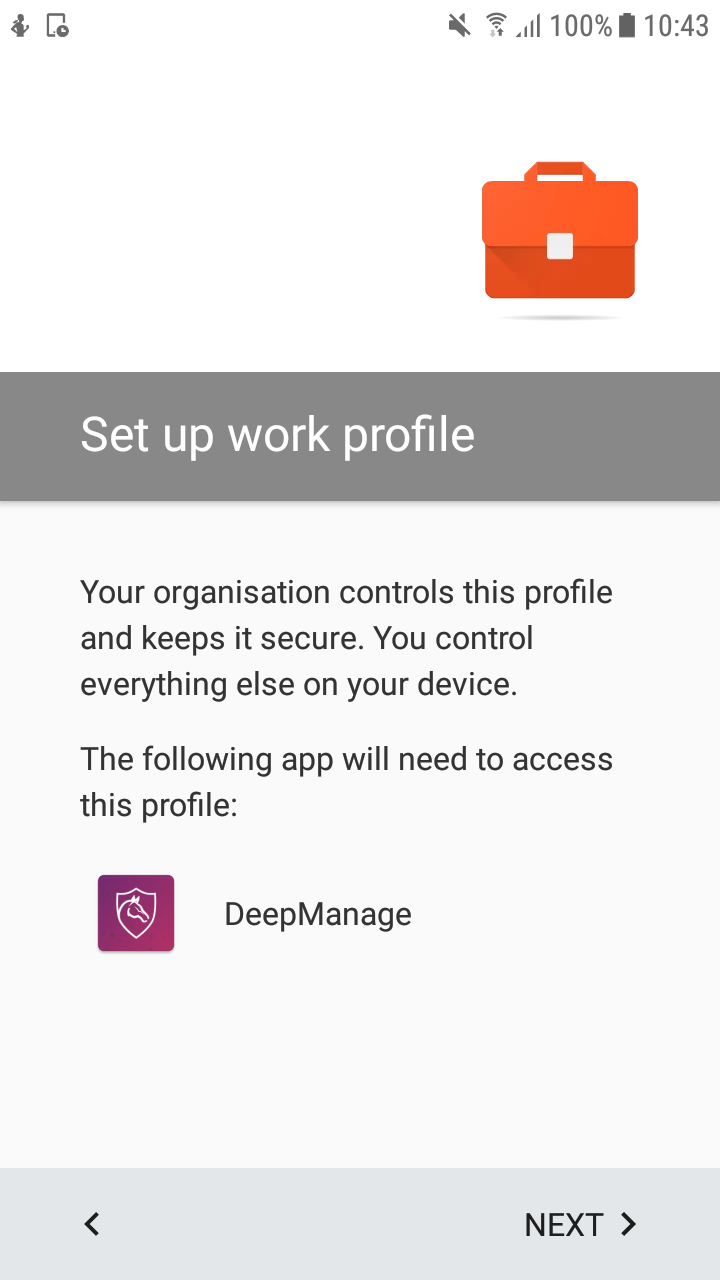 100% 10:43
Set up work profile
Your organisation controls this profile
and keeps it secure. You control
everything else on your device.
The following app will need to access
this profile:
DeepManage
NEXT